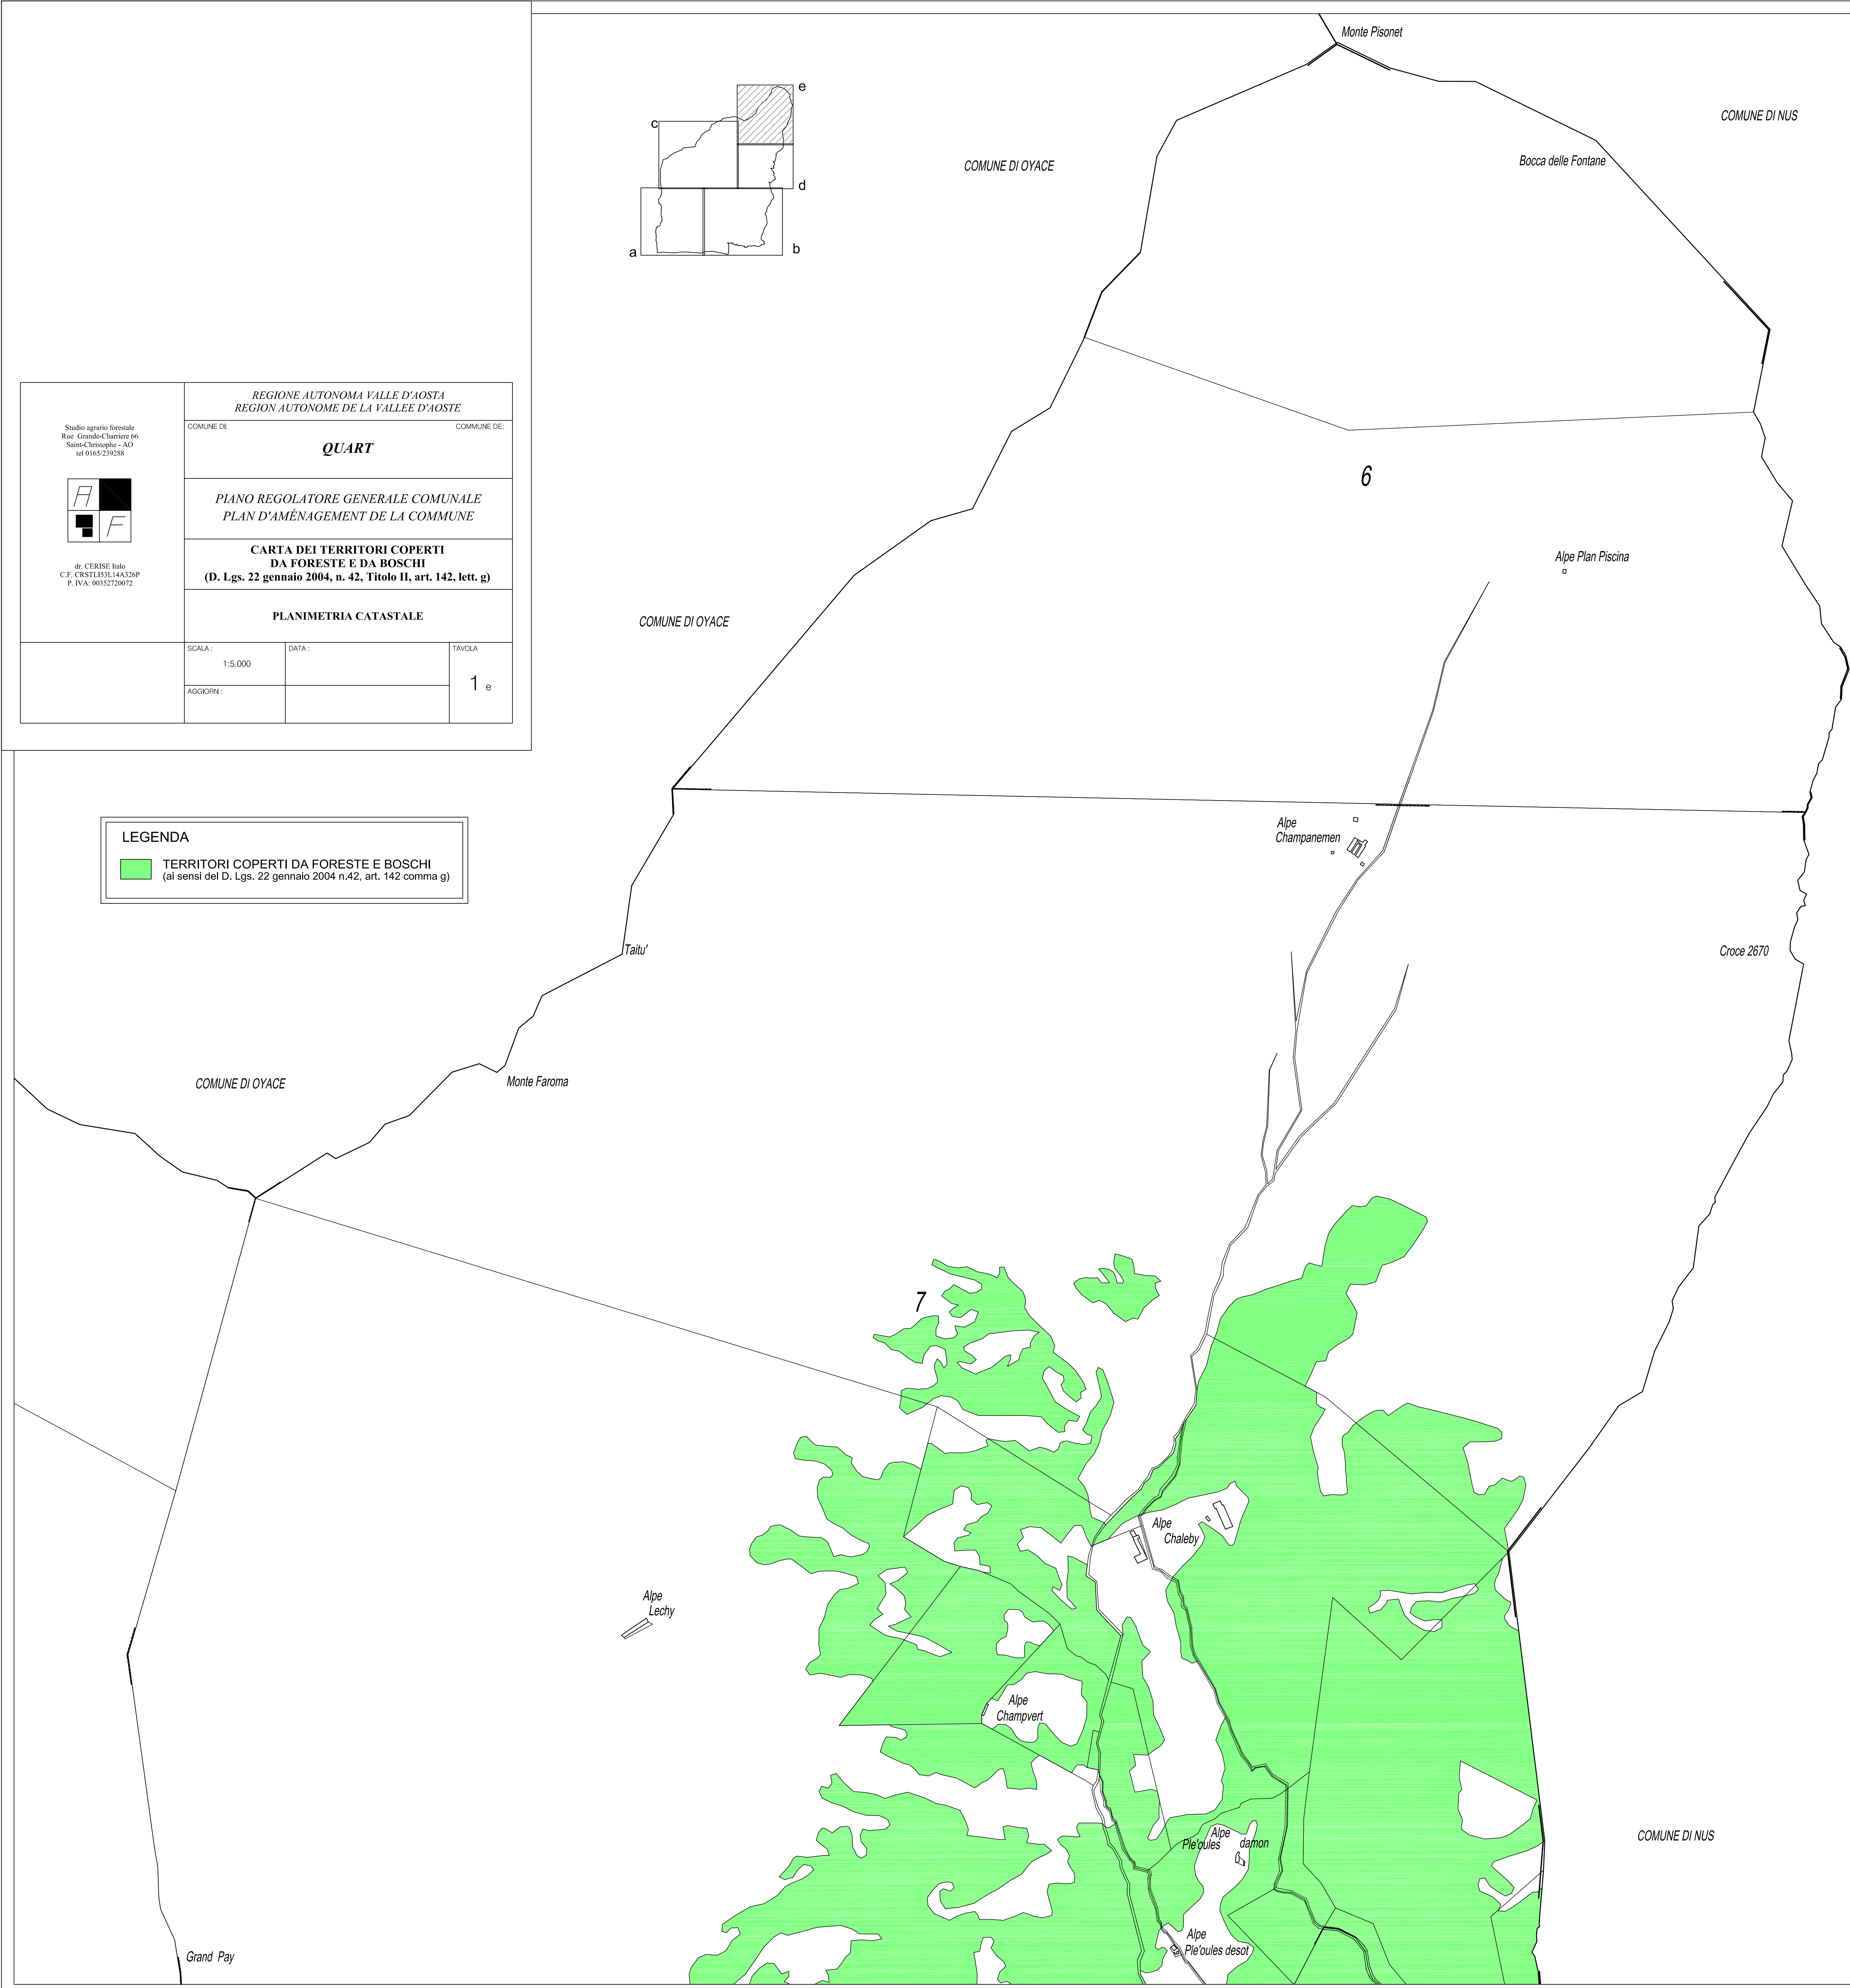 Monte Pisonet
COMUNE DI NUS
COMUNE DI OYACE
Bocca delle Fontane
e
c
d
a
b
Studio agrario forestale
Rue Grande-Charriere 66
Saint-Christophe - AO
tel 0165/239288
A
F
dr. CERISE Italo
C.F. CRSTLI53L14A326P
P. IVA: 00352720072
REGIONE AUTONOMA VALLE D'AOSTA
REGION AUTONOME DE LA VALLEE D'AOSTE
COMUNE DI: COMMUNE DE:
QUART
PIANO REGOLATORE GENERALE COMUNALE
PLAN D'AMÉNAGEMENT DE LA COMMUNE
CARTA DEI TERRITORI COPERTI
DA FORESTE E DA BOSCHI
(D. Lgs. 22 gennaio 2004, n. 42, Titolo II, art. 142, lett. g)
PLANIMETRIA CATASTALE
SCALA : DATA : TAVOLA
1:5.000
1 e
AGGIORN :
6
Alpe Plan Piscina
COMUNE DI OYACE
LEGENDA
TERRITORI COPERTI DA FORESTE E BOSCHI
(ai sensi del D. Lgs. 22 gennaio 2004 n.42, art. 142 comma g)
Alpe
Champanemen
Taitu'
Croce 2670
COMUNE DI OYACE
Monte Faroma
7
Alpe
Chaleby
Alpe
Lechy
Alpe
Champvert
Alpe
Ple'oules damon
COMUNE DI NUS
Alpe
Ple'oules desot
Grand Pay